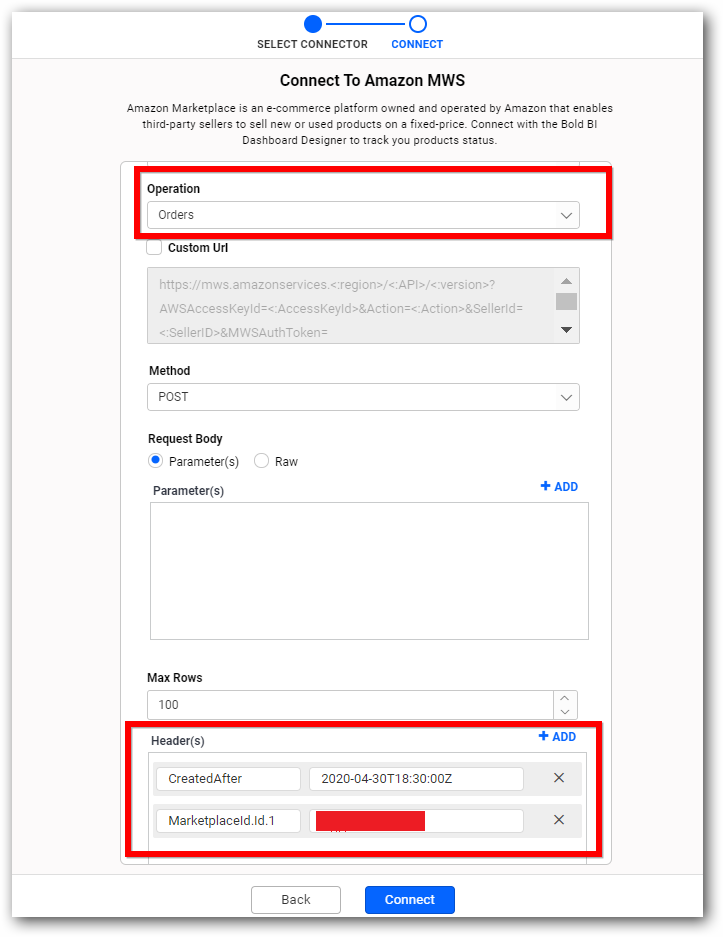 SELECT CONNECTOR
CONNECT
Connect To Amazon MWS
Amazon Marketplace is an e-commerce platform owned and operated by Amazon that enables
third-party sellers to sell new or used products on a fixed-price. Connect with the Bold BI
Dashboard Designer to track you products status.
Operation
Orders
Custom Url
https://mws.amazonservices.<:region>/<:API>/<:version>?
AWSAccessKeyId=<:AccessKeyId>&Action=<:Action>&SellerId=
<:SellerID>&MWSAuthToken=
Method
POST
Request Body
Parameter(s) Raw
Parameter(s) + ADD
Max Rows
100
Header(s) + ADD
CreatedAfter 2020-04-30T18:30:00Z
MarketplaceId.Id.1
Back Connect